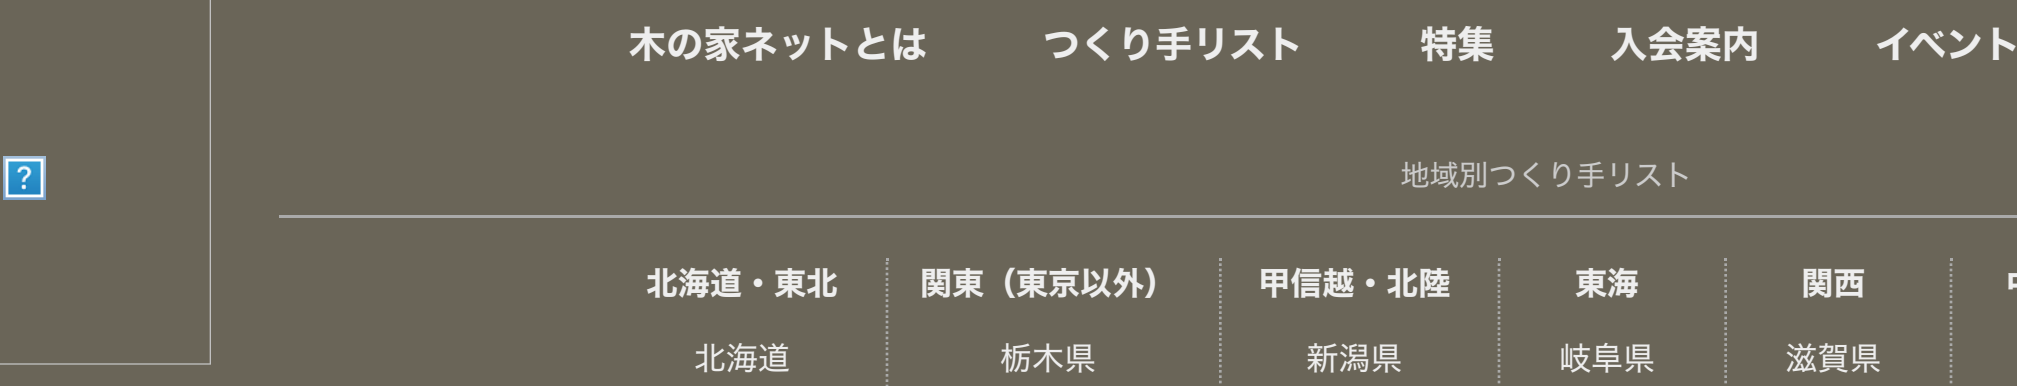 木の家ネットとは つくり手リスト 特集 入会案内 イベント
?
地域別つくり手リスト
北海道・東北 関東（東京以外） 甲信越・北陸 東海 関西
北海道 栃木県 新潟県 岐阜県 滋賀県